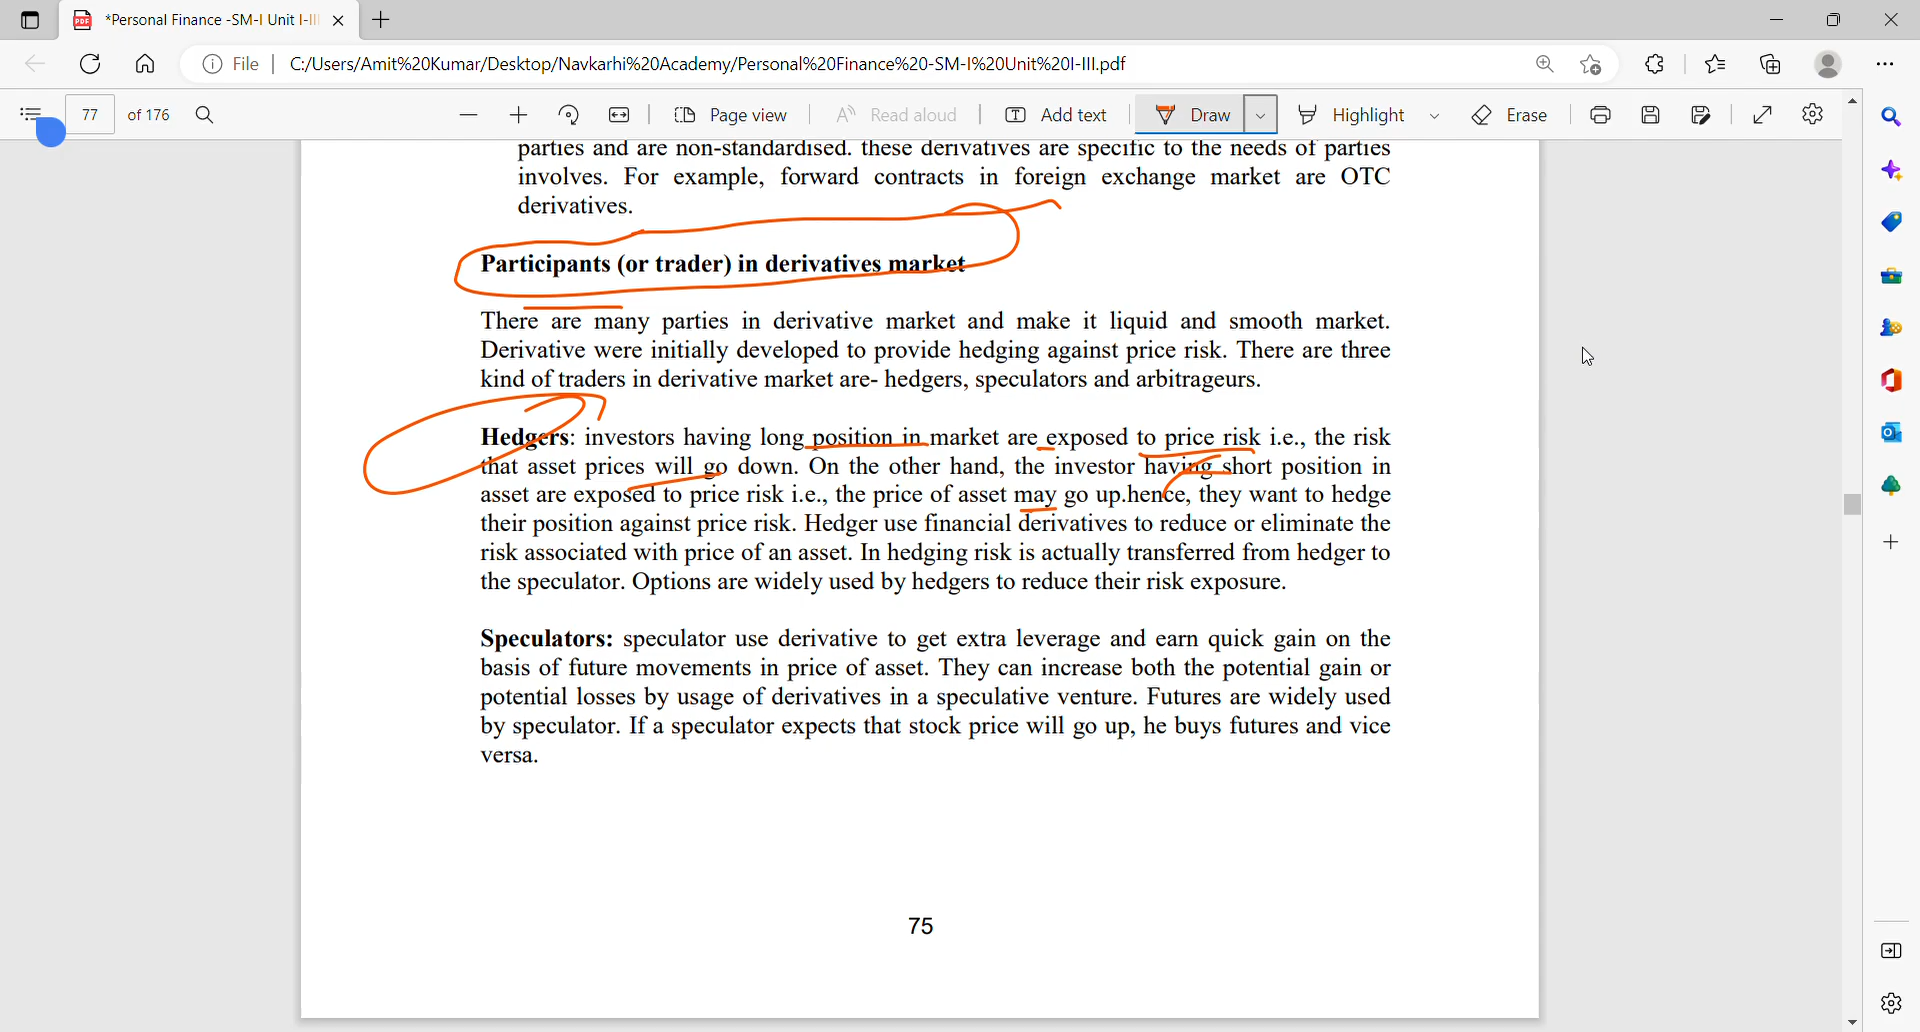 *Personal Finance -SM-I Unit I-III
File
C:/Users/Amit%20Kumar/Desktop/Navkarhi%20Academy/Personal%20Finance%20-SM-I%20Unit%20I-III.pdf
77 of 176
Page view
Read aloud
Add text
Draw
Highlight
Erase
parties and are non-standardised. these derivatives are specific to the needs of parties
involves. For example, forward contracts in foreign exchange market are OTC
derivatives.
Participants (or trader) in derivatives market
There are many parties in derivative market and make it liquid and smooth market.
Derivative were initially developed to provide hedging against price risk. There are three
kind of traders in derivative market are- hedgers, speculators and arbitrageurs.
Hedgers: investors having long position in market are exposed to price risk i.e., the risk
that asset prices will go down. On the other hand, the investor having short position in
asset are exposed to price risk i.e., the price of asset may go up.hence, they want to hedge
their position against price risk. Hedger use financial derivatives to reduce or eliminate the
risk associated with price of an asset. In hedging risk is actually transferred from hedger to
the speculator. Options are widely used by hedgers to reduce their risk exposure.
Speculators: speculator use derivative to get extra leverage and earn quick gain on the
basis of future movements in price of asset. They can increase both the potential gain or
potential losses by usage of derivatives in a speculative venture. Futures are widely used
by speculator. If a speculator expects that stock price will go up, he buys futures and vice
versa.
75